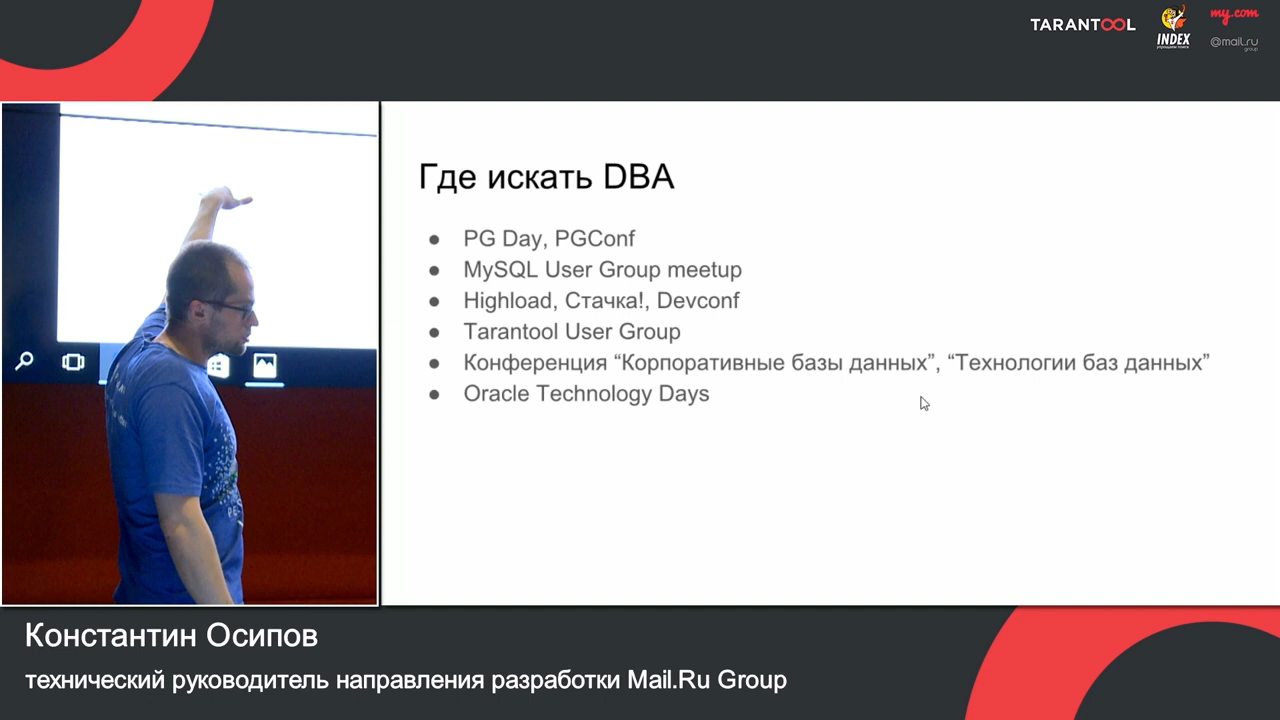 TARANTOOL
INDEX
my.com
@mail.ru
group
Где искать DBA
● PG Day, PGConf
● MySQL User Group meetup
● Highload, Стачка!, Devconf
● Tarantool User Group
● Конференция “Корпоративные базы данных”, “Технологии баз данных”
● Oracle Technology Days
Константин Осипов
технический руководитель направления разработки Mail.Ru Group